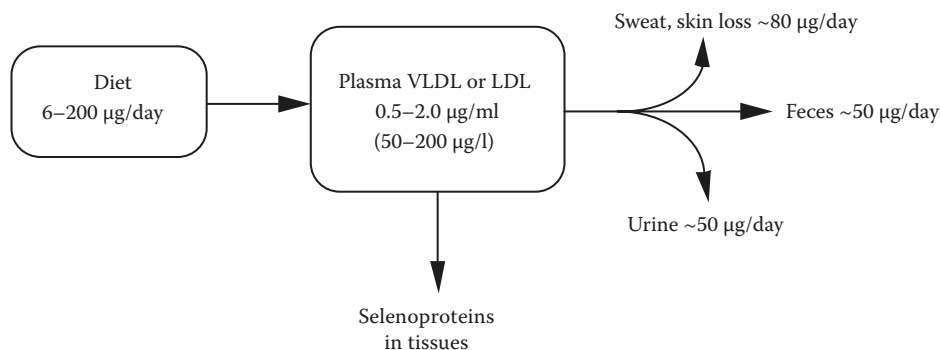 Diet
6–200 µg/day
Plasma VLDL or LDL
0.5–2.0 µg/ml
(50–200 µg/l)
Sweat, skin loss ~80 µg/day
Feces ~50 µg/day
Urine ~50 µg/day
Selenoproteins
in tissues